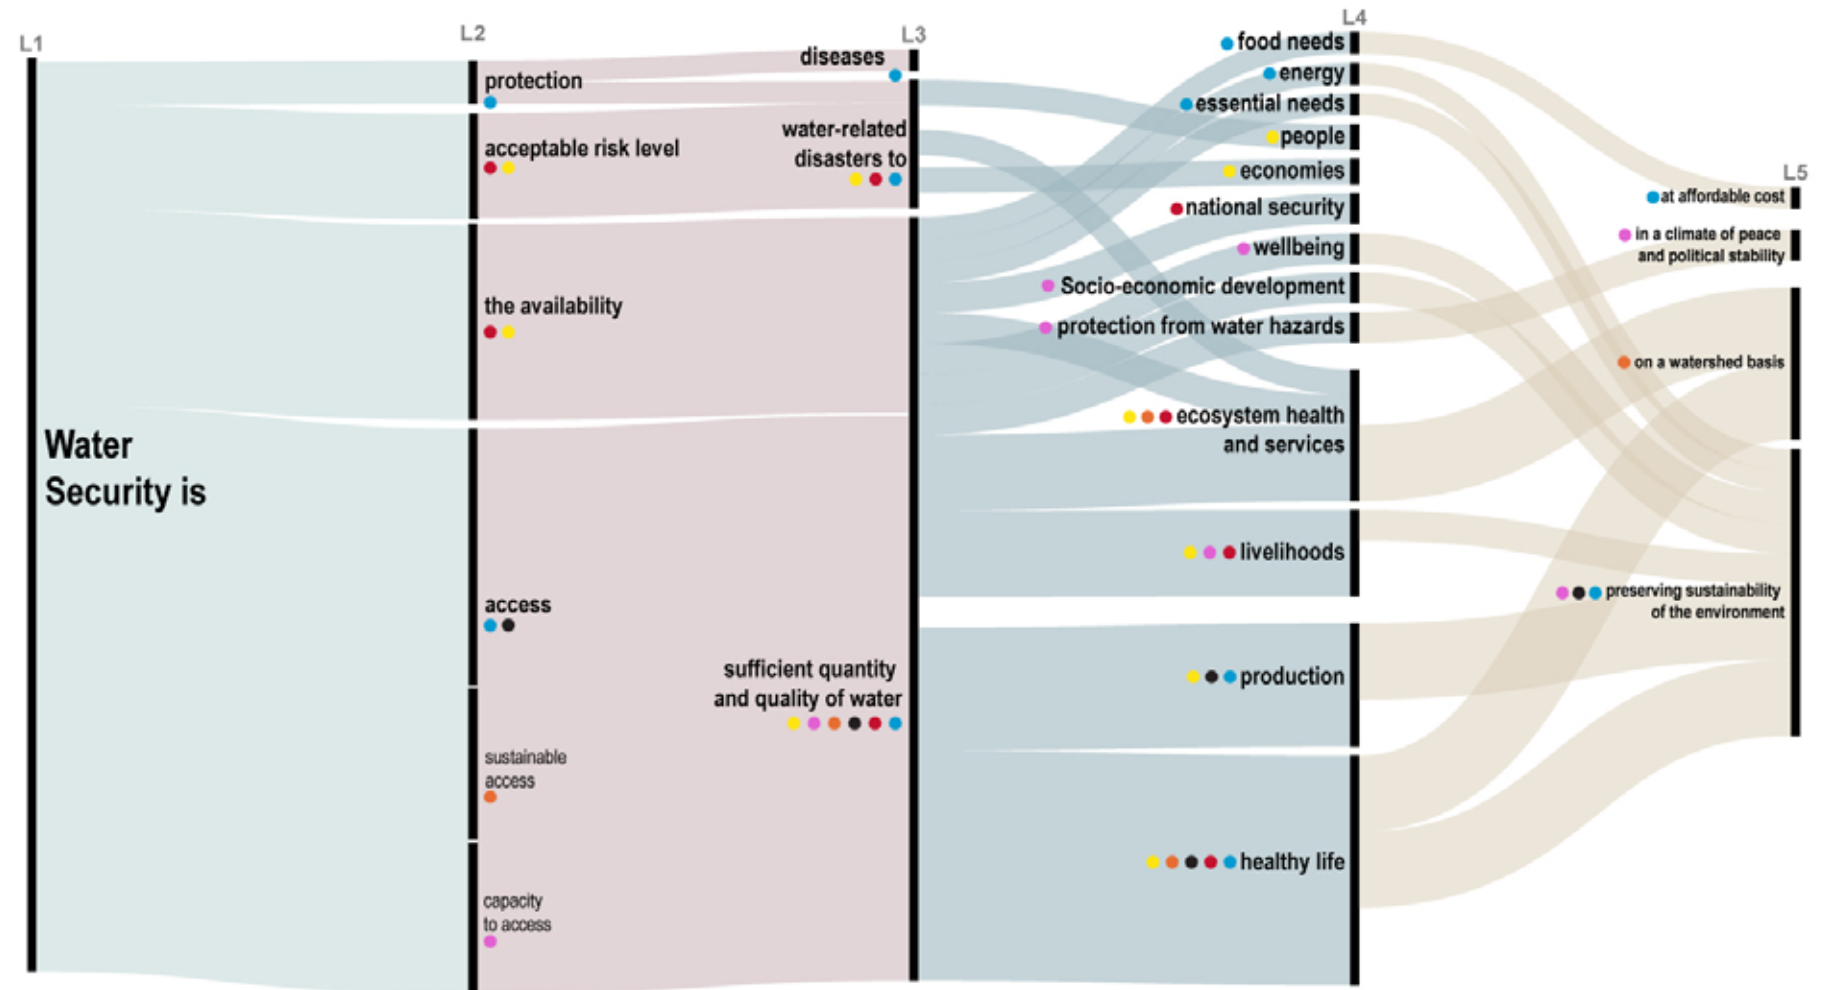 L1
L2
L3
L4
L5
Water
Security is
protection
acceptable risk level
the availability
access
sustainable
access
capacity
to access
diseases
water-related
disasters to
sufficient quantity
and quality of water
food needs
energy
essential needs
people
economies
national security
wellbeing
Socio-economic development
protection from water hazards
ecosystem health
and services
livelihoods
production
healthy life
at affordable cost
in a climate of peace
and political stability
on a watershed basis
preserving sustainability
of the environment